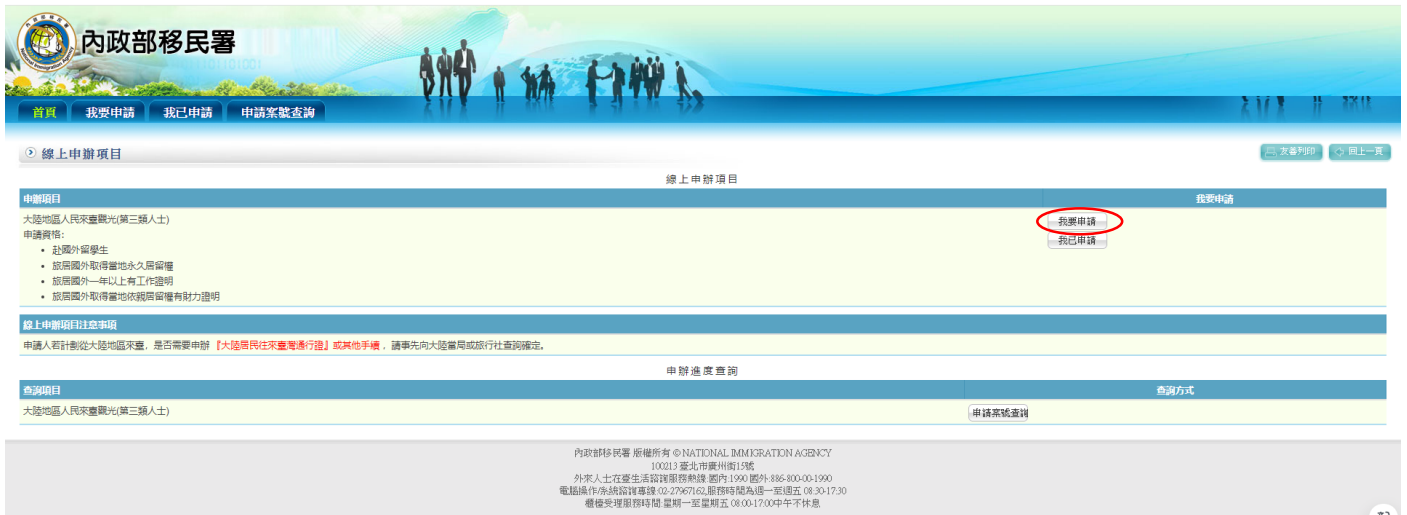 內政部移民署
首頁 我要申請 我已申請 申請案號查詢
線上申辦項目
友善列印 回上一頁
線上申辦項目
申辦項目 我要申請
大陸地區人民來臺觀光(第三類人士)
我要申請
申請資格:
我已申請
• 赴國外留學生
• 旅居國外取得當地永久居留權
• 旅居國外一年以上有工作證明
• 旅居國外取得當地依親居留權有財力證明
線上申辦項目注意事項
申請人若計劃從大陸地區來臺，是否需要申辦『大陸居民往來臺灣通行證』或其他手續，請事先向大陸當局或旅行社查詢確定。
申辦進度查詢
查詢項目 查詢方式
大陸地區人民來臺觀光(第三類人士) 申請案號查詢
內政部移民署 版權所有 © NATIONAL IMMIGRATION AGENCY
100213 臺北市廣州街15號
外來人士在臺生活諮詢服務熱線:國內:1990 國外:886-800-00-1990
電腦操作/系統諮詢專線:02-27967162,服務時間為週一至週五 08:30-17:30
櫃檯受理服務時間:星期一至星期五 08:00-17:00中午不休息